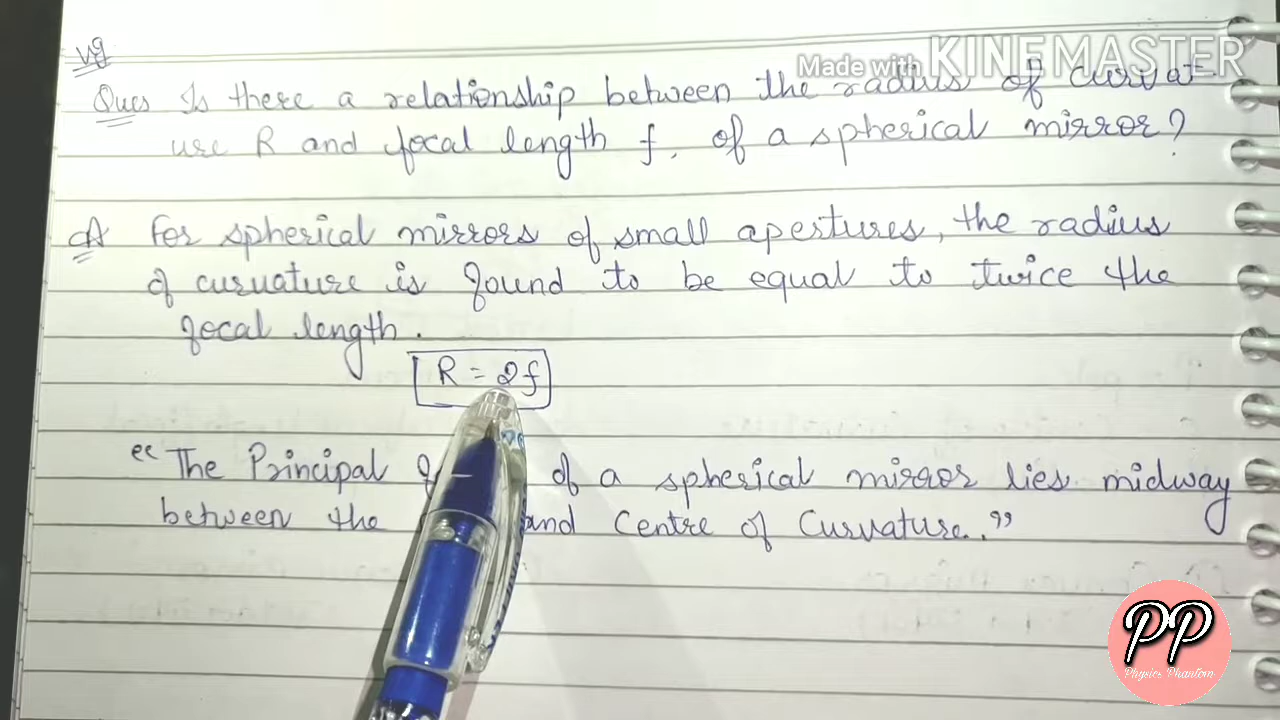 Made with KINEMASTER
Ques Is there a relationship between the radius of curvat-
ure R and focal length f, of a spherical mirror?
A For spherical mirrors of small apertures, the radius
of curvature is found to be equal to twice the
focal length.
R = 2f
"The Principal of a spherical mirror lies midway
between the and Centre of Curvature."
PP
Physics Phantom